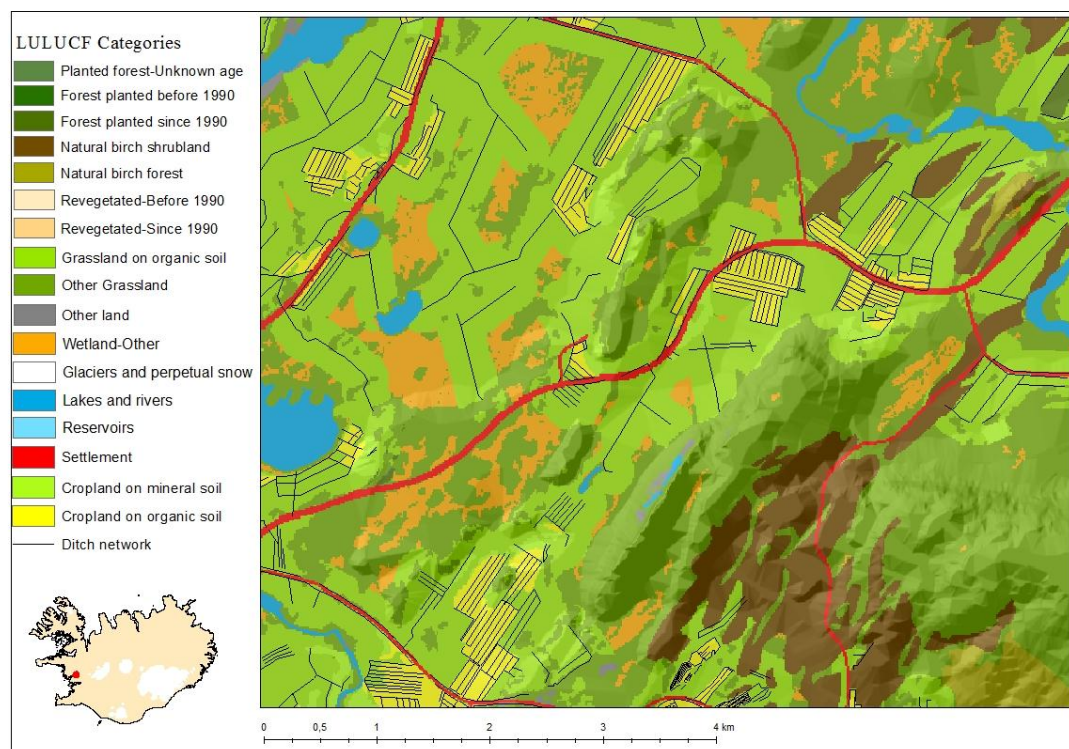 LULUCF Categories
Planted forest-Unknown age
Forest planted before 1990
Forest planted since 1990
Natural birch shrubland
Natural birch forest
Revegetated-Before 1990
Revegetated-Since 1990
Grassland on organic soil
Other Grassland
Other land
Wetland-Other
Glaciers and perpetual snow
Lakes and rivers
Reservoirs
Settlement
Cropland on mineral soil
Cropland on organic soil
Ditch network
0 0,5 1 2 3 4 km